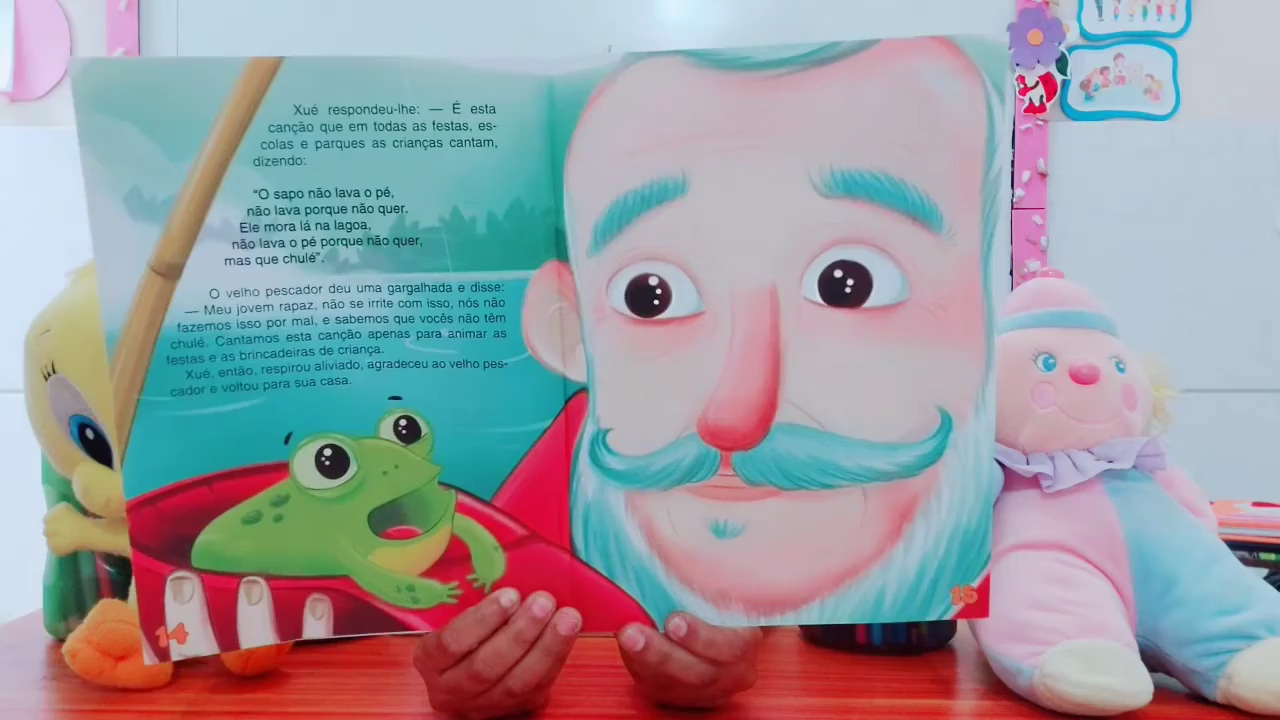 Xué respondeu-lhe: — É esta
canção que em todas as festas, es-
colas e parques as crianças cantam,
dizendo:
“O sapo não lava o pé,
não lava porque não quer.
Ele mora lá na lagoa,
não lava o pé porque não quer,
mas que chulé”.
O velho pescador deu uma gargalhada e disse:
— Meu jovem rapaz, não se irrite com isso, nós não
fazemos isso por mal, e sabemos que vocês não têm
chulé. Cantamos esta canção apenas para animar as
festas e as brincadeiras de criança.
Xué, então, respirou aliviado, agradeceu ao velho pes-
cador e voltou para sua casa.
14
15